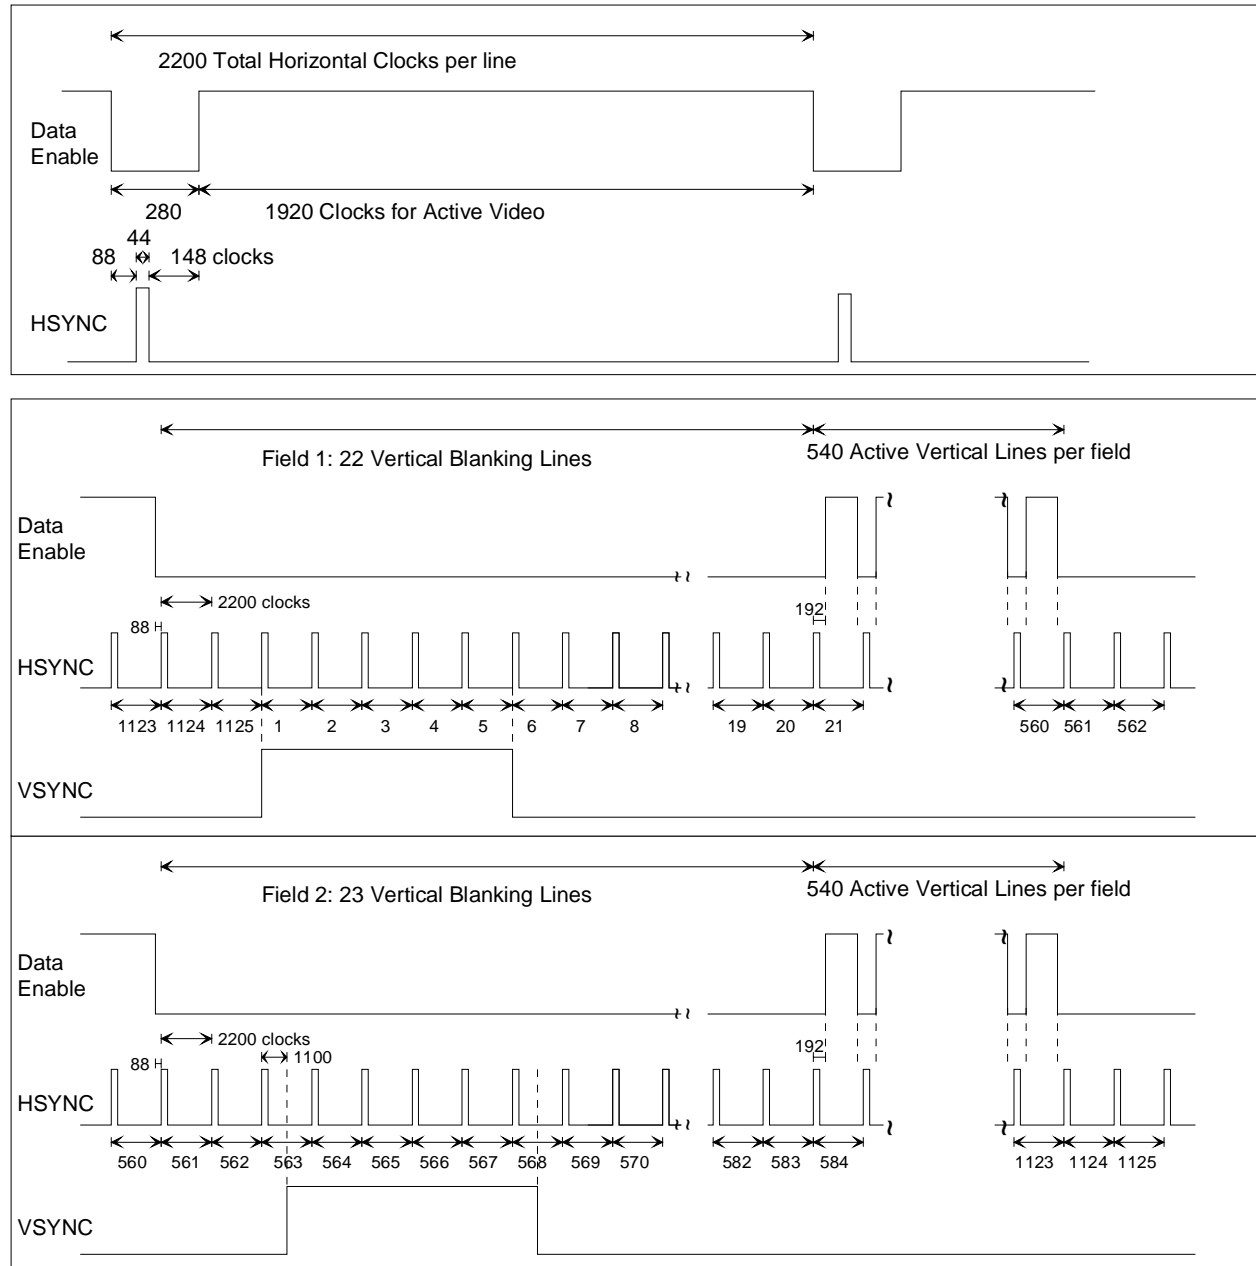 2200 Total Horizontal Clocks per line
Data
Enable
280
1920 Clocks for Active Video
44
88
148 clocks
HSYNC
Field 1: 22 Vertical Blanking Lines
540 Active Vertical Lines per field
Data
Enable
2200 clocks
192
88
HSYNC
1123 1124 1125 1 2 3 4 5 6 7 8 19 20 21 560 561 562
VSYNC
Field 2: 23 Vertical Blanking Lines
540 Active Vertical Lines per field
Data
Enable
2200 clocks
1100
192
88
HSYNC
560 561 562 563 564 565 566 567 568 569 570 582 583 584 1123 1124 1125
VSYNC